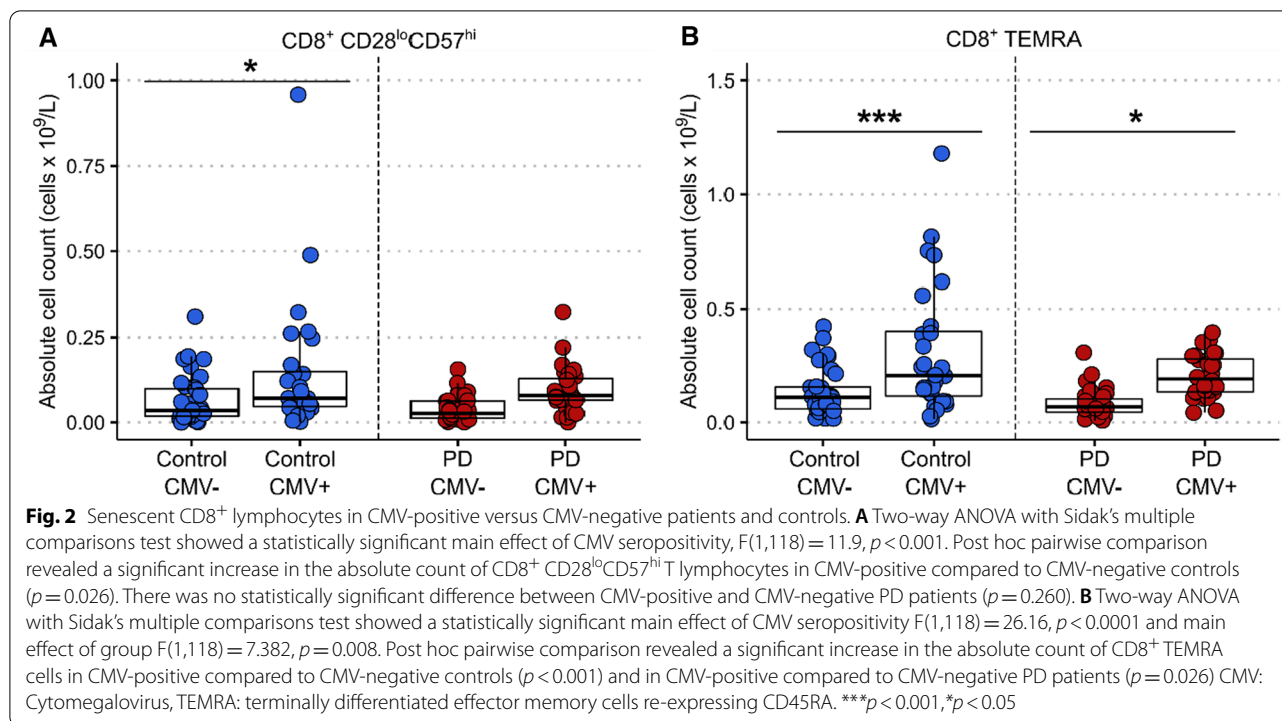 A
CD8⁺ CD28ˡᵒCD57ʰⁱ
*
Absolute cell count (cells x 10⁹/L)
1.00
0.75
0.50
0.25
0.00
Control CMV-
Control CMV+
PD CMV-
PD CMV+
B
CD8⁺ TEMRA
***
*
Absolute cell count (cells x 10⁹/L)
1.5
1.0
0.5
0.0
Control CMV-
Control CMV+
PD CMV-
PD CMV+
Fig. 2 Senescent CD8⁺ lymphocytes in CMV-positive versus CMV-negative patients and controls. A Two-way ANOVA with Sidak's multiple
comparisons test showed a statistically significant main effect of CMV seropositivity, F(1,118) = 11.9, p < 0.001. Post hoc pairwise comparison
revealed a significant increase in the absolute count of CD8⁺ CD28ˡᵒCD57ʰⁱ T lymphocytes in CMV-positive compared to CMV-negative controls
(p = 0.026). There was no statistically significant difference between CMV-positive and CMV-negative PD patients (p = 0.260). B Two-way ANOVA
with Sidak's multiple comparisons test showed a statistically significant main effect of CMV seropositivity F(1,118) = 26.16, p < 0.0001 and main
effect of group F(1,118) = 7.382, p = 0.008. Post hoc pairwise comparison revealed a significant increase in the absolute count of CD8⁺ TEMRA
cells in CMV-positive compared to CMV-negative controls (p < 0.001) and in CMV-positive compared to CMV-negative PD patients (p = 0.026) CMV:
Cytomegalovirus, TEMRA: terminally differentiated effector memory cells re-expressing CD45RA. ***p < 0.001,*p < 0.05